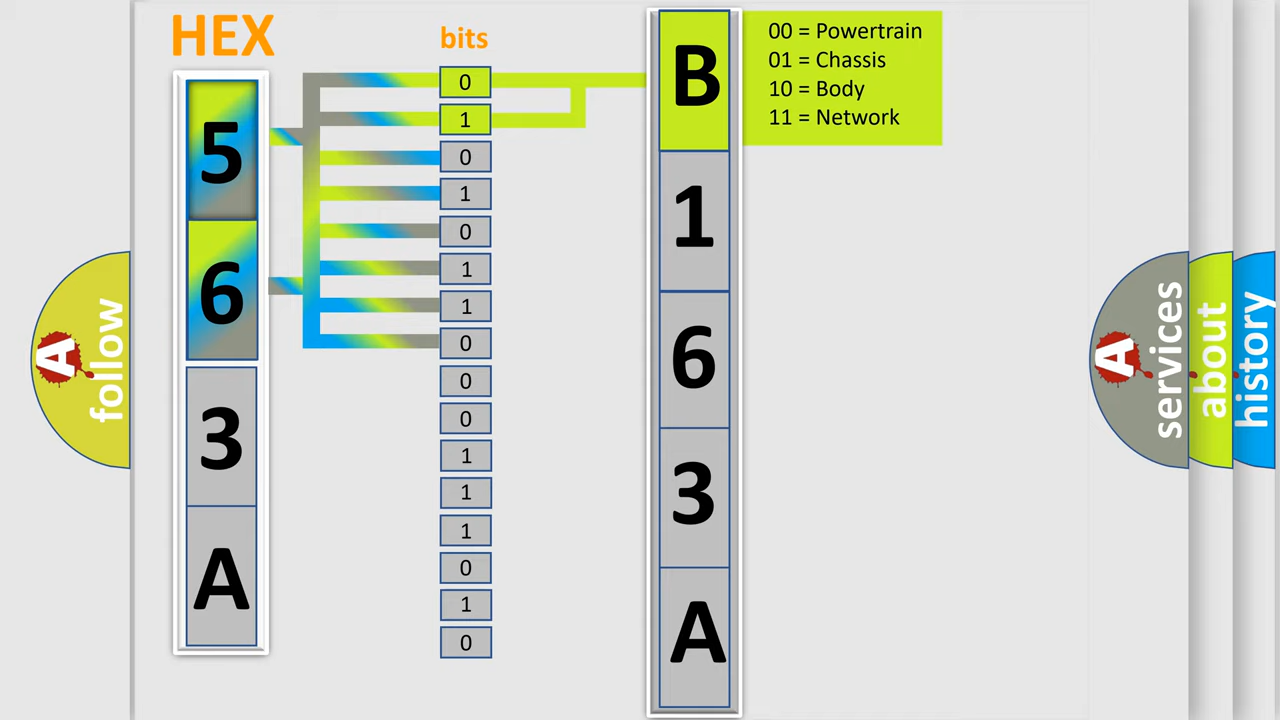 HEX
bits
5
6
3
A
0
1
0
1
0
1
1
0
0
0
1
1
1
0
1
0
B
1
6
3
A
00 = Powertrain
01 = Chassis
10 = Body
11 = Network
A
follow
A
services
about
history